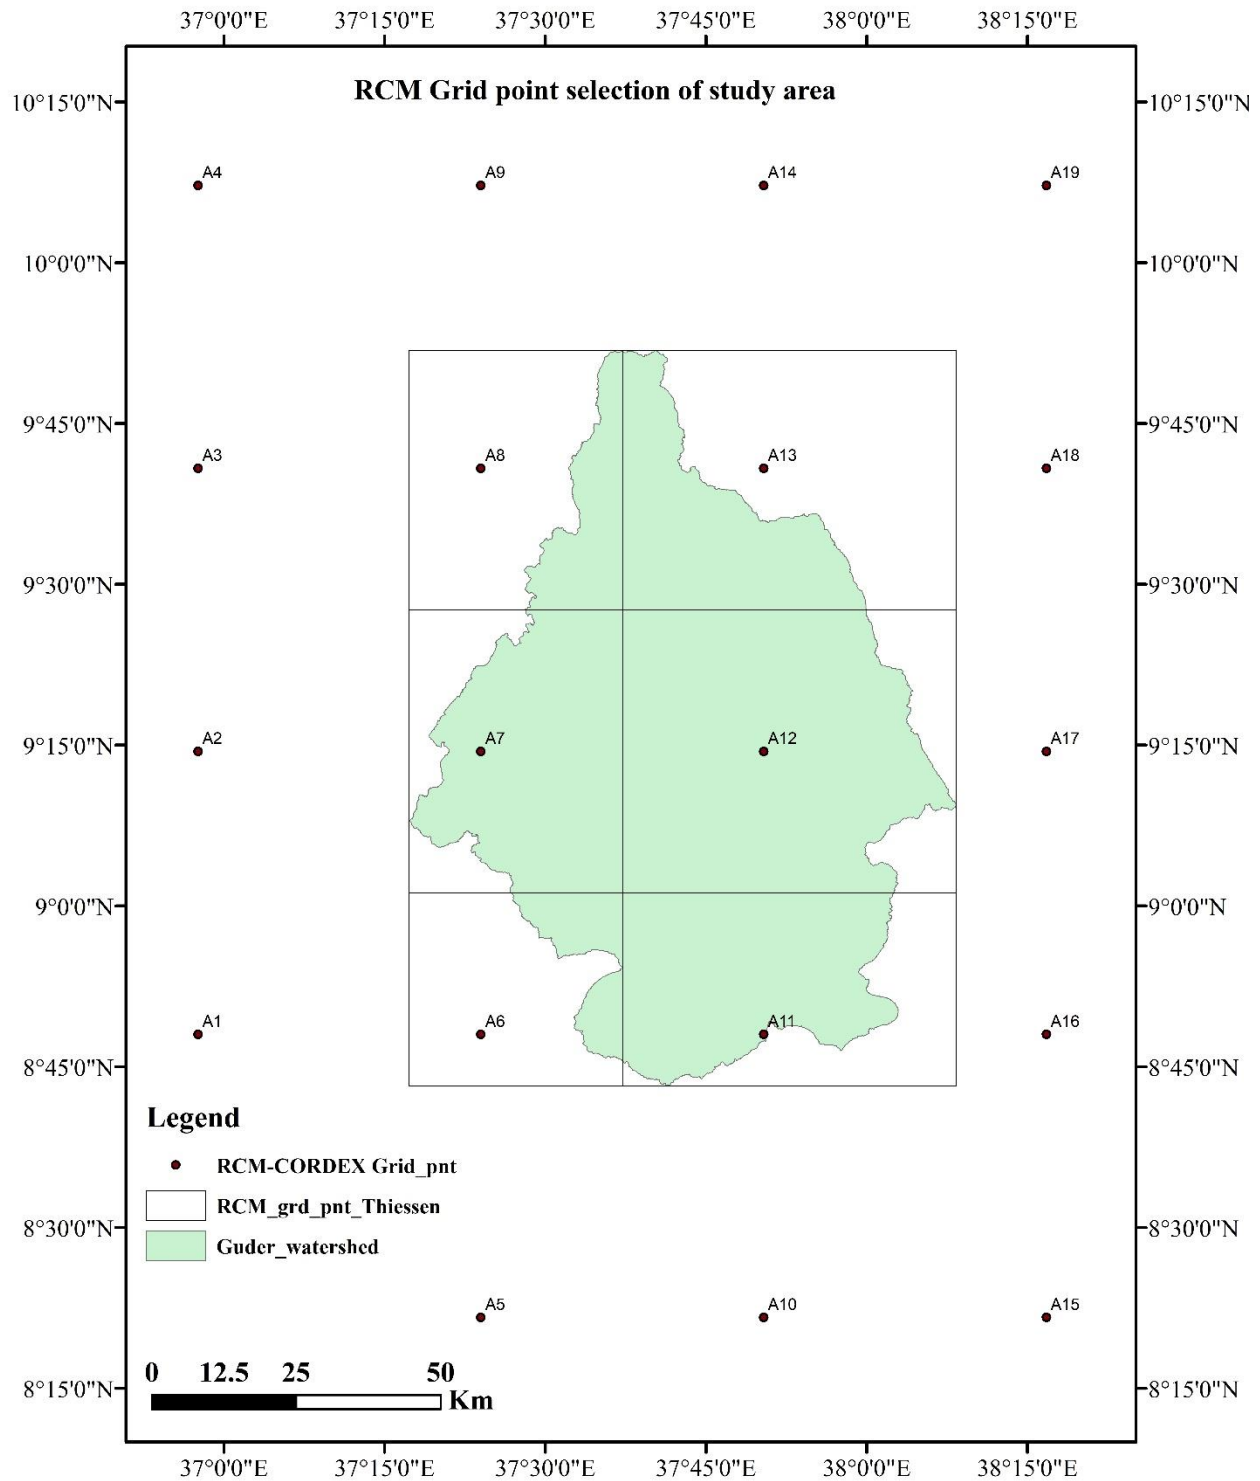 37°0'0"E 37°15'0"E 37°30'0"E 37°45'0"E 38°0'0"E 38°15'0"E
RCM Grid point selection of study area
10°15'0"N 10°15'0"N
A4 A9 A14 A19
10°0'0"N 10°0'0"N
9°45'0"N 9°45'0"N
A3 A8 A13 A18
9°30'0"N 9°30'0"N
9°15'0"N 9°15'0"N
A2 A7 A12 A17
9°0'0"N 9°0'0"N
A1 A6 A11 A16
8°45'0"N 8°45'0"N
Legend
RCM-CORDEX Grid_pnt
RCM_grd_pnt_Thiessen
8°30'0"N 8°30'0"N
Guder_watershed
A5 A10 A15
0 12.5 25 50
Km
8°15'0"N 8°15'0"N
37°0'0"E 37°15'0"E 37°30'0"E 37°45'0"E 38°0'0"E 38°15'0"E